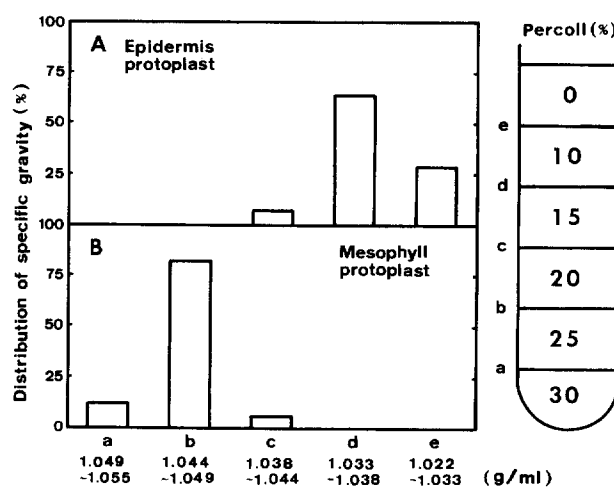 Percoll (%)
100
A Epidermis
protoplast
75
50
25
Distribution of specific gravity (%)
100
B Mesophyll
protoplast
75
50
25
0
a b c d e
1.049 1.044 1.038 1.033 1.022
~1.055 ~1.049 ~1.044 ~1.038 ~1.033 (g/ml)
0
e
10
d
15
c
20
b
25
a
30